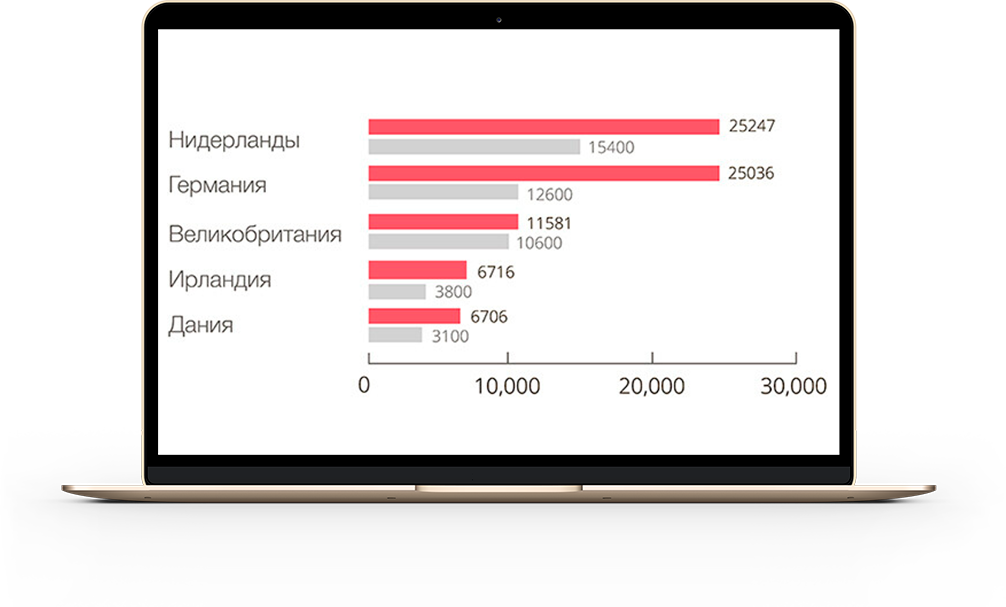 Нидерланды
25247
15400
Германия
25036
12600
Великобритания
11581
10600
Ирландия
6716
3800
Дания
6706
3100
0 10,000 20,000 30,000